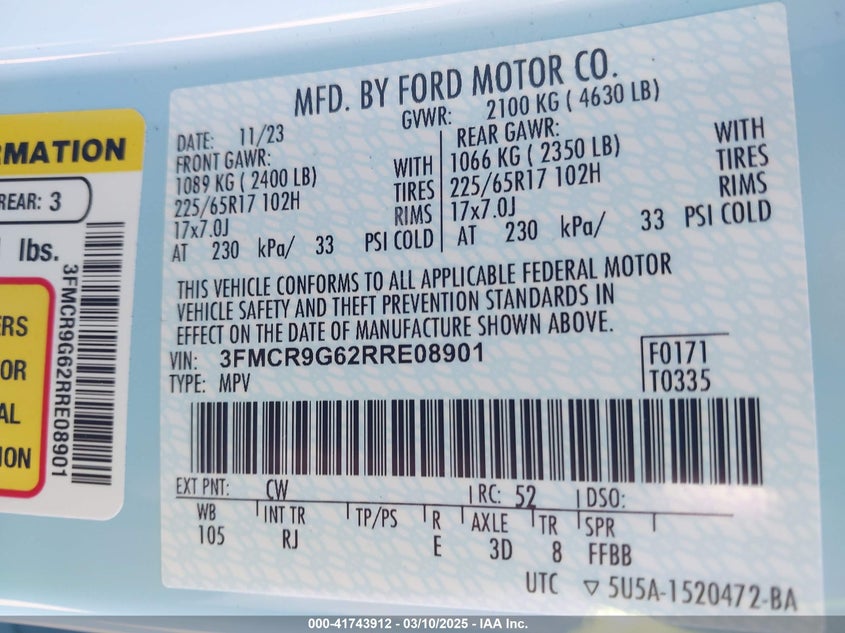 RMATION
REAR: 3
lbs.
3FMCR9G62RRE08901
ERS
OR
AL
ION
MFD. BY FORD MOTOR CO.
DATE: 11/23
GVWR: 2100 KG ( 4630 LB)
FRONT GAWR:
1089 KG ( 2400 LB) WITH
225/65R17 102H TIRES
17x7.0J RIMS
AT 230 kPa/ 33 PSI COLD
REAR GAWR: WITH
1066 KG ( 2350 LB) TIRES
225/65R17 102H RIMS
17x7.0J
AT 230 kPa/ 33 PSI COLD
THIS VEHICLE CONFORMS TO ALL APPLICABLE FEDERAL MOTOR
VEHICLE SAFETY AND THEFT PREVENTION STANDARDS IN
EFFECT ON THE DATE OF MANUFACTURE SHOWN ABOVE.
VIN: 3FMCR9G62RRE08901
TYPE: MPV
F0171
T0335
EXT PNT: CW RC: 52 DSO:
WB INT TR TP/PS R AXLE TR SPR
105 RJ E 3D 8 FFBB
UTC ▽ 5U5A-1520472-BA
000-41743912 - 03/10/2025 - IAA Inc.